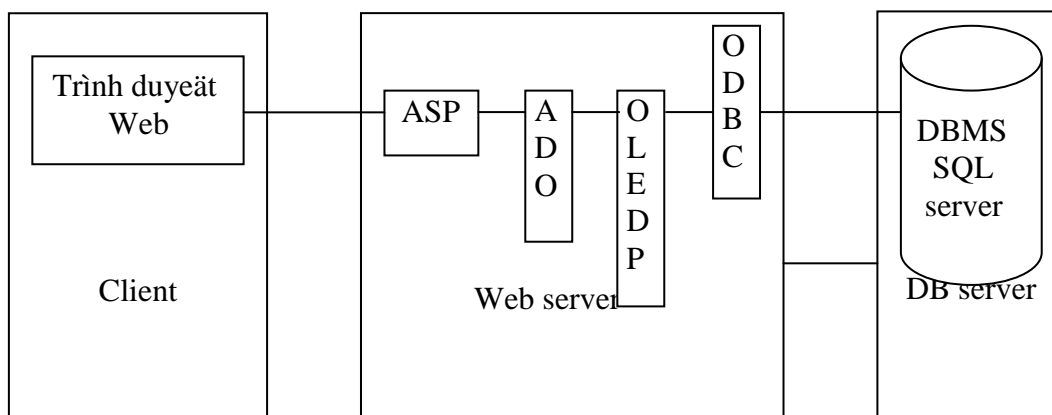 Trình duyeät
Web
Client
ASP
A
D
O
O
L
E
D
P
O
D
B
C
Web server
DBMS
SQL
server
DB server